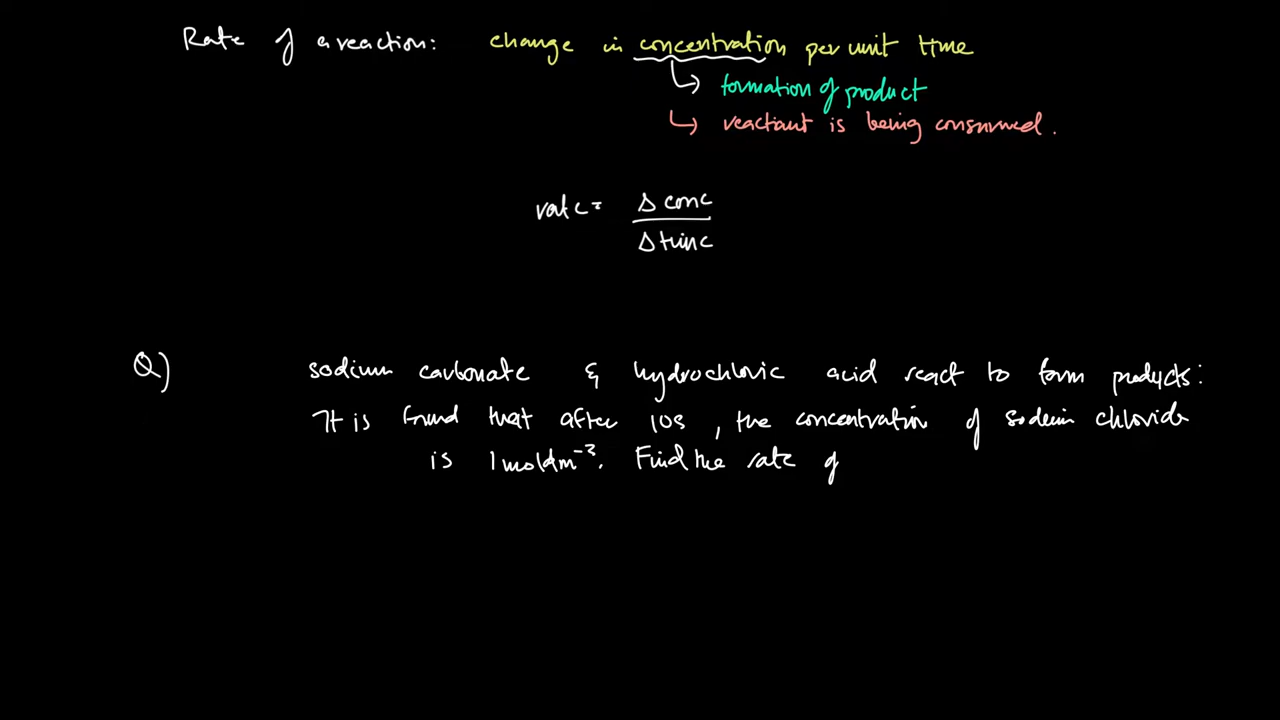 Rate of a reaction: change in concentration per unit time
↳ formation of product
↳ reactant is being consumed.
rate = Δ conc / Δ time
Q) sodium carbonate & hydrochloric acid react to form products:
It is found that after 10s, the concentration of sodium chloride
is 1 mol dm⁻³. Find the rate of